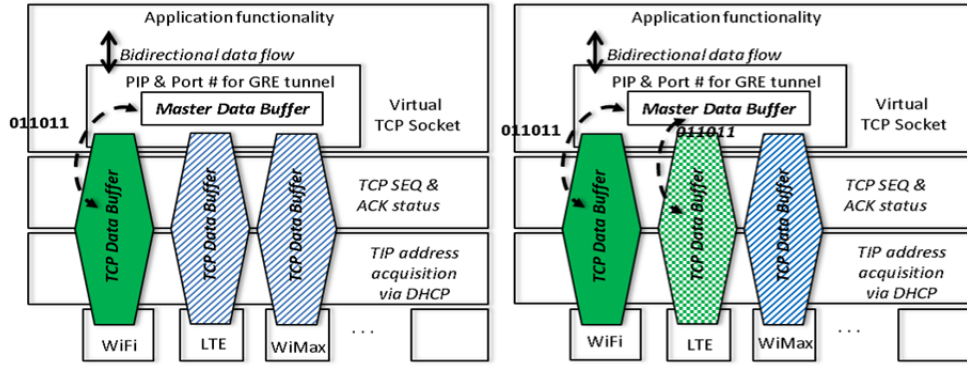 Application functionality
Bidirectional data flow
PIP & Port # for GRE tunnel
Master Data Buffer
011011
Virtual
TCP Socket
TCP Data Buffer
TCP Data Buffer
TCP Data Buffer
TCP SEQ &
ACK status
TIP address
acquisition
via DHCP
WiFi
LTE
WiMax
...
Application functionality
Bidirectional data flow
PIP & Port # for GRE tunnel
Master Data Buffer
011011
011011
Virtual
TCP Socket
TCP Data Buffer
TCP Data Buffer
TCP Data Buffer
TCP SEQ &
ACK status
TIP address
acquisition
via DHCP
WiFi
LTE
WiMax
...